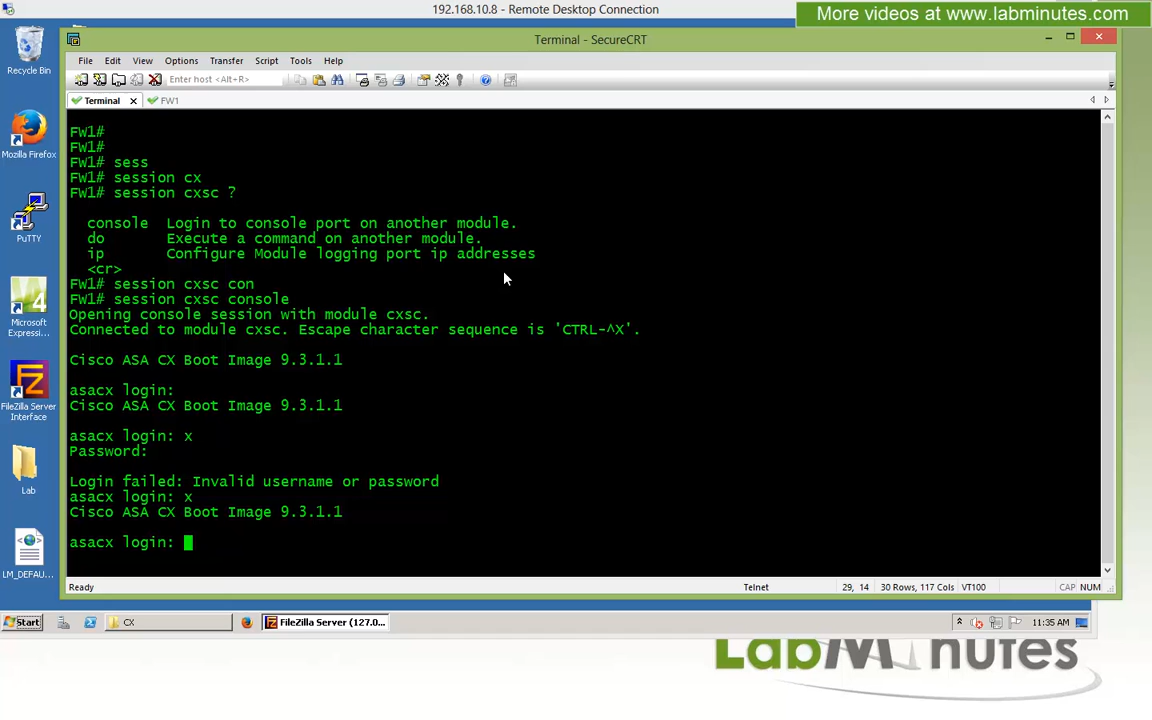 192.168.10.8 - Remote Desktop Connection
More videos at www.labminutes.com
Terminal - SecureCRT
File Edit View Options Transfer Script Tools Help
Enter host <Alt+R>
Terminal
FW1
FW1#
FW1#
FW1# sess
FW1# session cx
FW1# session cxsc ?
console Login to console port on another module.
do Execute a command on another module.
ip Configure Module logging port ip addresses
<cr>
FW1# session cxsc con
FW1# session cxsc console
Opening console session with module cxsc.
Connected to module cxsc. Escape character sequence is 'CTRL-^X'.
Cisco ASA CX Boot Image 9.3.1.1
asacx login:
Cisco ASA CX Boot Image 9.3.1.1
asacx login: x
Password:
Login failed: Invalid username or password
asacx login: x
Cisco ASA CX Boot Image 9.3.1.1
asacx login:
Ready
Telnet
29, 14
30 Rows, 117 Cols
VT100
CAP NUM
Recycle Bin
Mozilla Firefox
PuTTY
Microsoft
Expressi...
FileZilla Server
Interface
Lab
LM_DEFAU...
Start
CX
FileZilla Server (127.0...
11:35 AM
LabMinutes